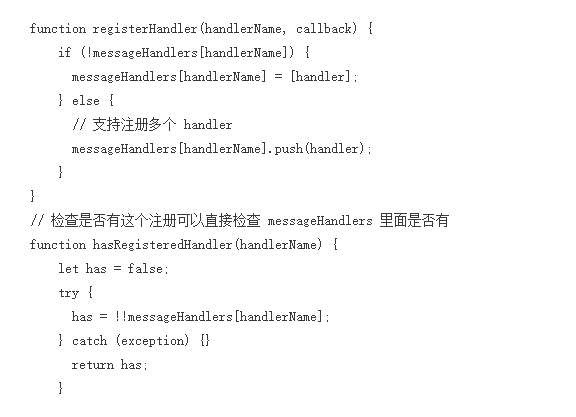 function registerHandler(handlerName, callback) {
    if (!messageHandlers[handlerName]) {
      messageHandlers[handlerName] = [handler];
    } else {
      // 支持注册多个 handler
      messageHandlers[handlerName].push(handler);
    }
}
// 检查是否有这个注册可以直接检查 messageHandlers 里面是否有
function hasRegisteredHandler(handlerName) {
    let has = false;
    try {
      has = !!messageHandlers[handlerName];
    } catch (exception) {}
      return has;
    }